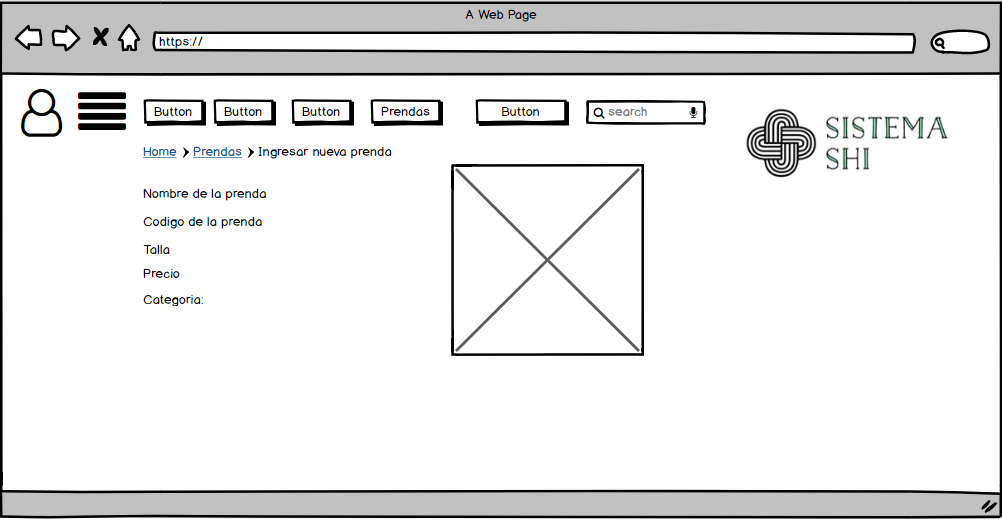 A Web Page
https://
Button Button Button Prendas Button search
SISTEMA
SHI
Home Prendas Ingresar nueva prenda
Nombre de la prenda
Codigo de la prenda
Talla
Precio
Categoria: